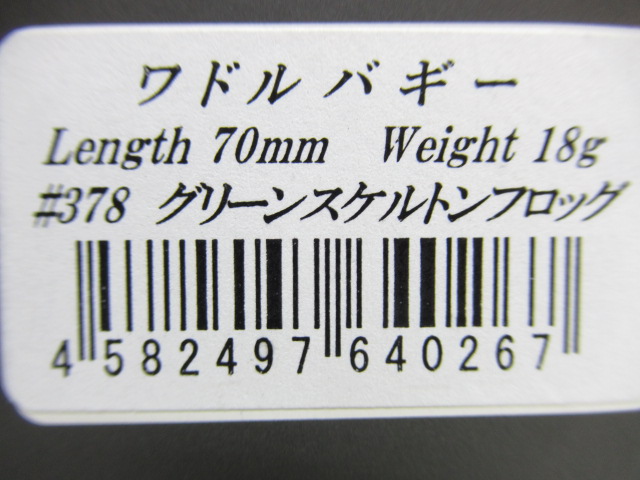 ワドルバギー
Length 70mm Weight 18g
#378 グリーンスケルトンフロッグ
4 582497 640267